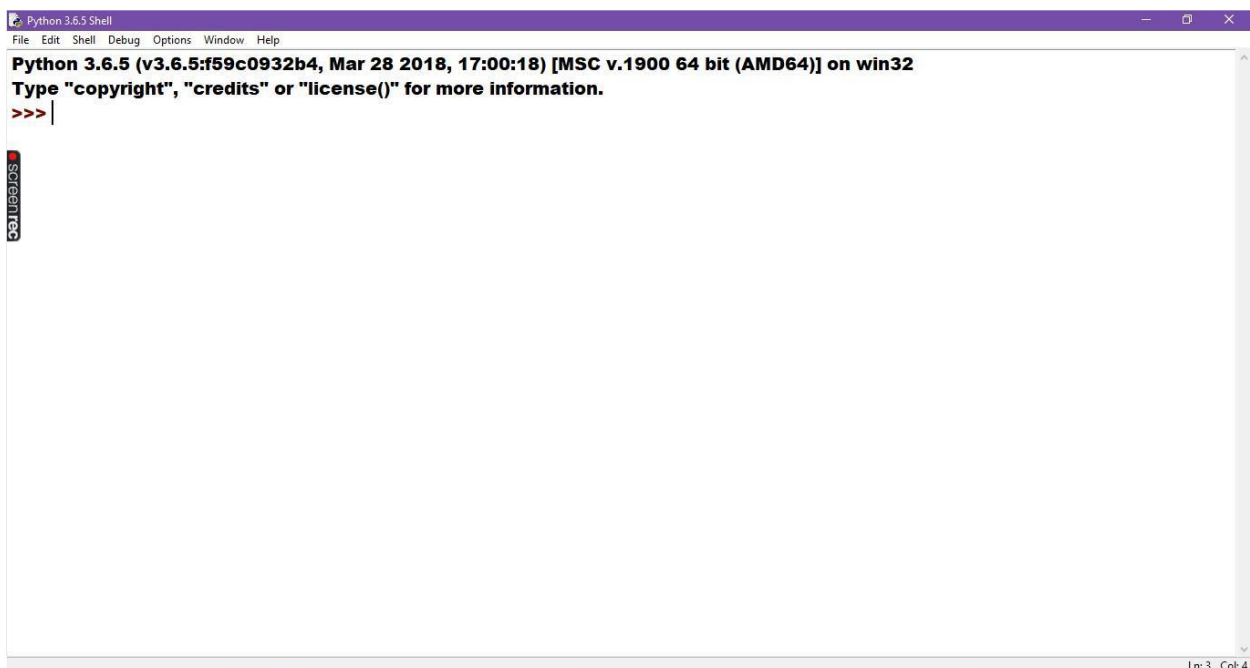 Python 3.6.5 Shell
File Edit Shell Debug Options Window Help
Python 3.6.5 (v3.6.5:f59c0932b4, Mar 28 2018, 17:00:18) [MSC v.1900 64 bit (AMD64)] on win32
Type "copyright", "credits" or "license()" for more information.
>>>
screenrec
Ln: 3 Col: 4